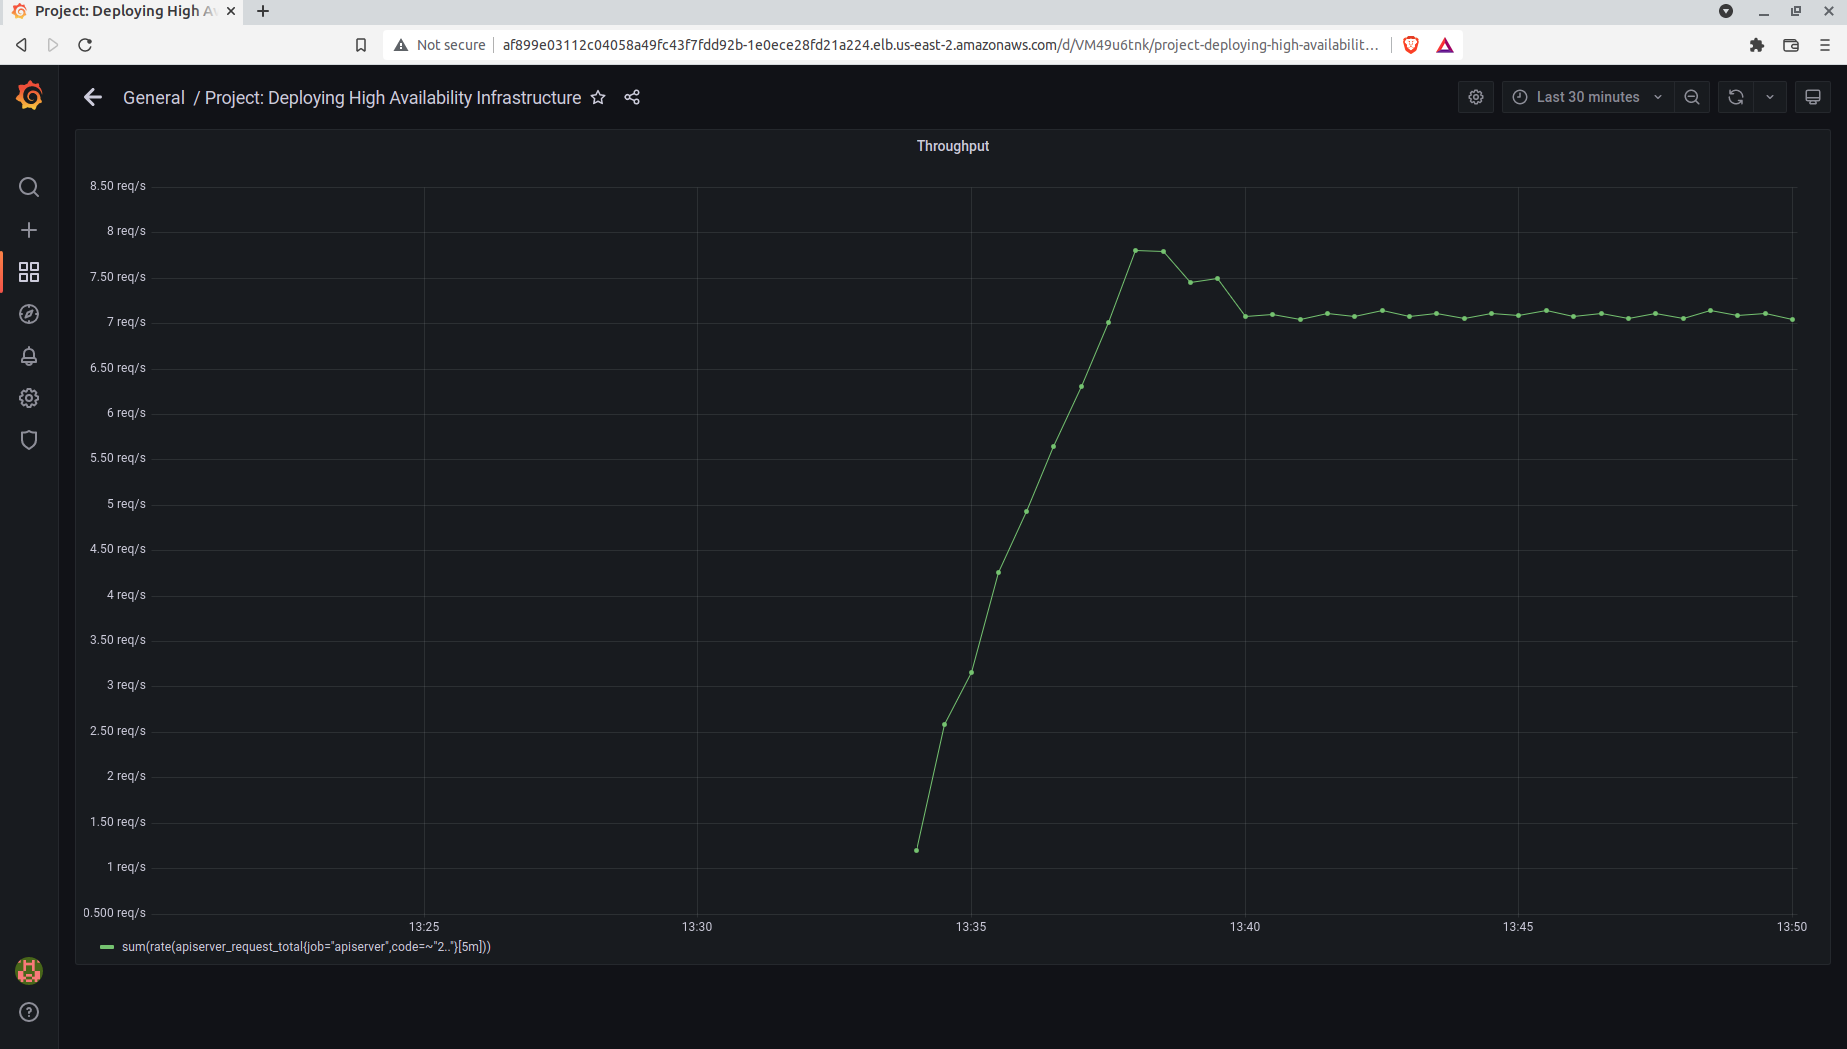 Project: Deploying High A
Not secure
af899e03112c04058a49fc43f7fdd92b-1e0ece28fd21a224.elb.us-east-2.amazonaws.com/d/VM49u6tnk/project-deploying-high-availabilit...
General / Project: Deploying High Availability Infrastructure
Last 30 minutes
Throughput
8.50 req/s
8 req/s
7.50 req/s
7 req/s
6.50 req/s
6 req/s
5.50 req/s
5 req/s
4.50 req/s
4 req/s
3.50 req/s
3 req/s
2.50 req/s
2 req/s
1.50 req/s
1 req/s
0.500 req/s
13:25 13:30 13:35 13:40 13:45 13:50
sum(rate(apiserver_request_total{job="apiserver",code=~"2.."}[5m]))